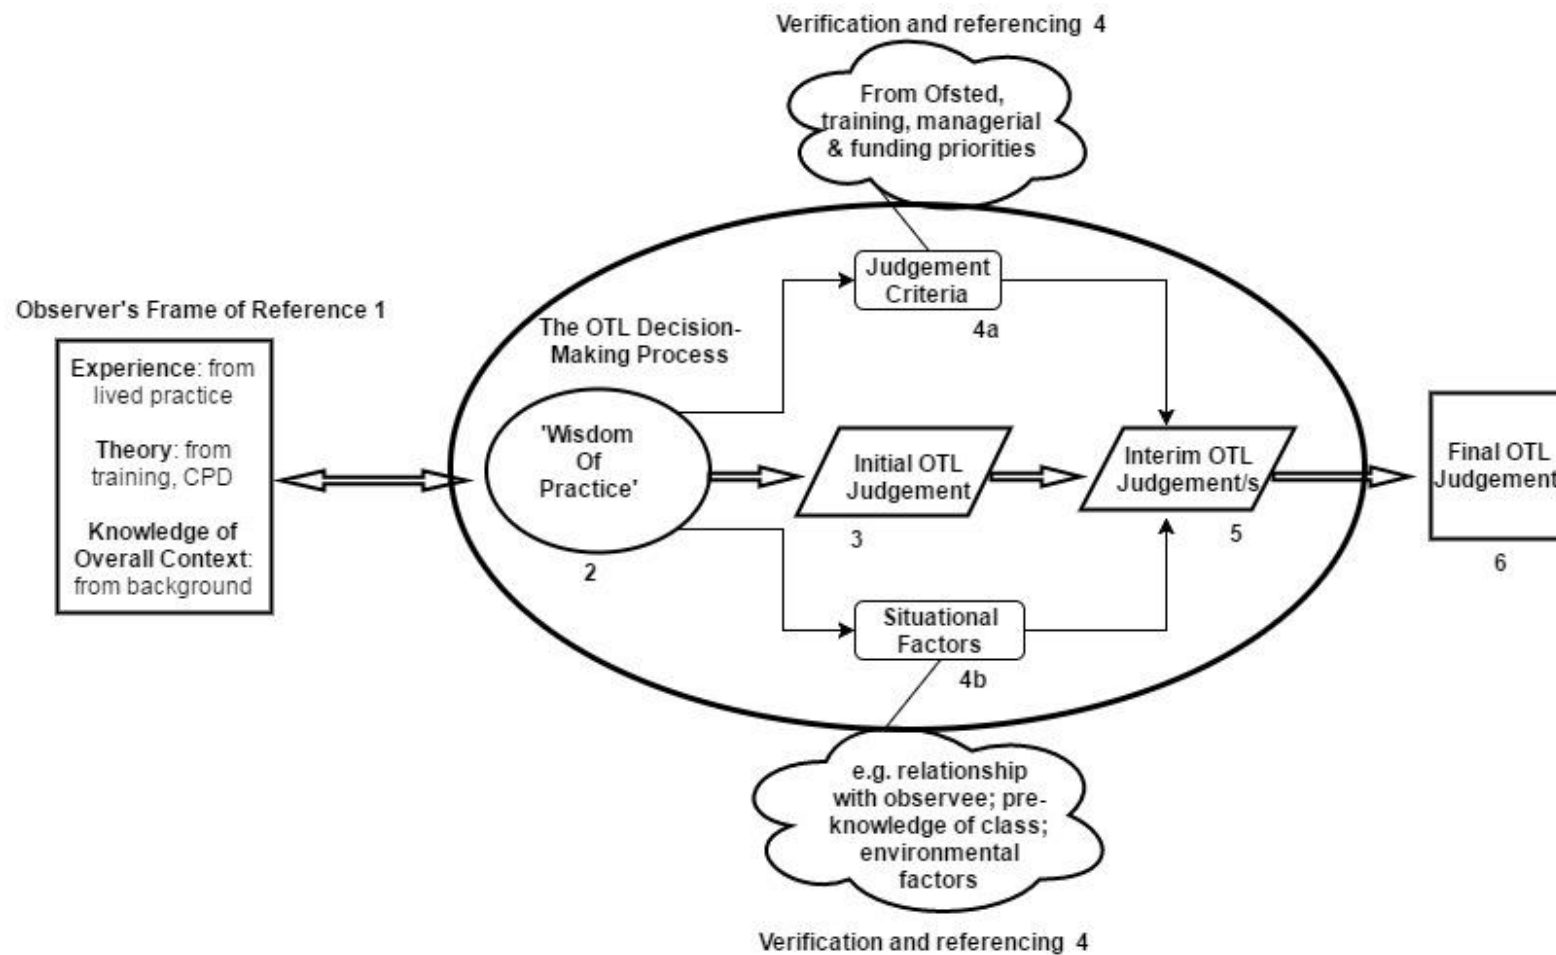 Verification and referencing 4
From Ofsted,
training, managerial
& funding priorities
Judgement
Criteria
4a
Observer's Frame of Reference 1
Experience: from
lived practice
Theory: from
training, CPD
Knowledge of
Overall Context:
from background
The OTL Decision-
Making Process
'Wisdom
Of
Practice'
2
Initial OTL
Judgement
3
Interim OTL
Judgement/s
5
Final OTL
Judgement
6
Situational
Factors
4b
e.g. relationship
with observee; pre-
knowledge of class;
environmental
factors
Verification and referencing 4